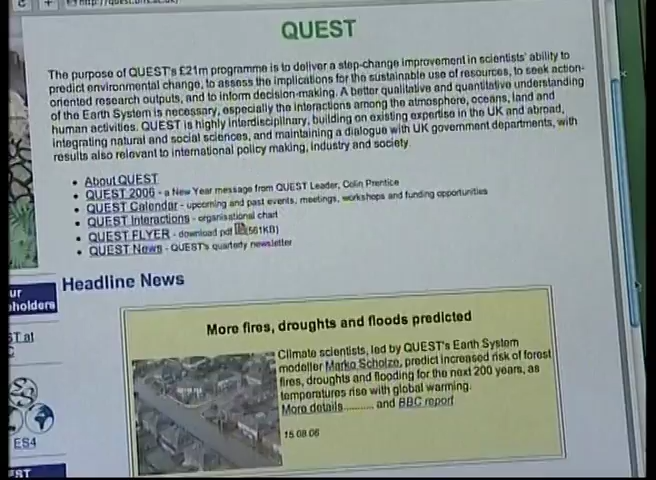 QUEST
The purpose of QUEST's £21m programme is to deliver a step-change improvement in scientists' ability to
predict environmental change, to assess the implications for the sustainable use of resources, to seek action-
oriented research outputs, and to inform decision-making. A better qualitative and quantitative understanding
of the Earth System is necessary, especially the interactions among the atmosphere, oceans, land and
human activities. QUEST is highly interdisciplinary, building on existing expertise in the UK and abroad,
integrating natural and social sciences, and maintaining a dialogue with UK government departments, with
results also relevant to international policy making, industry and society
About QUEST
QUEST 2006 - a New Year message from QUEST Leader, Colin Prentice
QUEST Calendar - upcoming and past events, meetings, workshops and funding opportunities
QUEST Interactions - organisational chart
QUEST FLYER - download pdf (561KB)
QUEST News - QUEST's quarterly newsletter
Headline News
More fires, droughts and floods predicted
Climate scientists, led by QUEST's Earth System
modeller Marko Scholze, predict increased risk of forest
fires, droughts and flooding for the next 200 years, as
temperatures rise with global warming.
More details.......... and BBC report
15.08.06
ur
eholders
ST at
ES4
ST